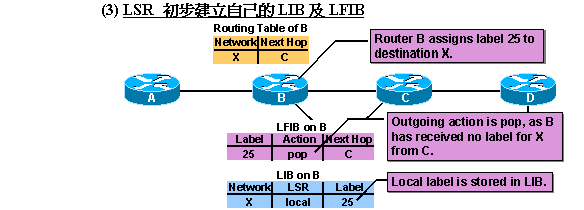 (3) LSR 初步建立自己的 LIB 及 LFIB
Routing Table of B
Network Next Hop
X C
Router B assigns label 25 to
destination X.
A B C D
LFIB on B
Label Action Next Hop
25 pop C
Outgoing action is pop, as B
has received no label for X
from C.
LIB on B
Network LSR Label
X local 25
Local label is stored in LIB.